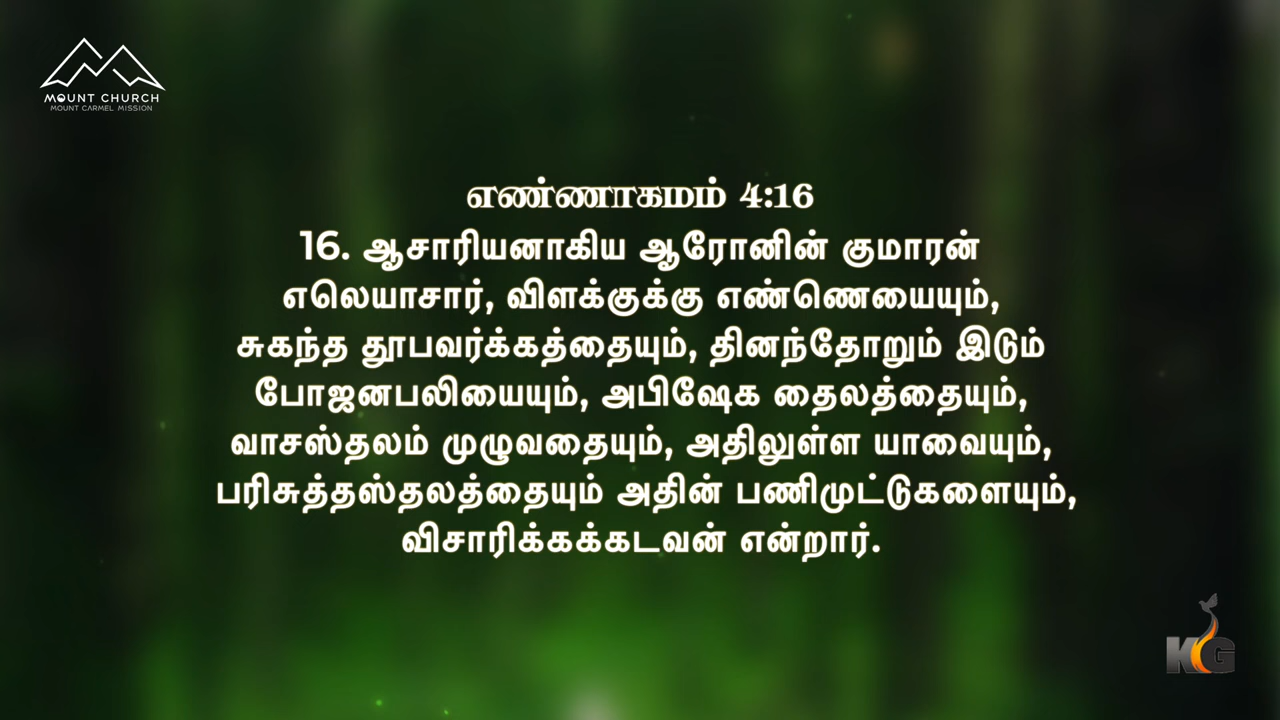 MOUNT CHURCH
MOUNT CARMEL MISSION
எண்ணாகமம் 4:16
16. ஆசாரியனாகிய ஆரோனின் குமாரன்
எலெயாசார், விளக்குக்கு எண்ணெயையும்,
சுகந்த தூபவர்க்கத்தையும், தினந்தோறும் இடும்
போஜனபலியையும், அபிஷேக தைலத்தையும்,
வாசஸ்தலம் முழுவதையும், அதிலுள்ள யாவையும்,
பரிசுத்தஸ்தலத்தையும் அதின் பணிமுட்டுகளையும்,
விசாரிக்கக்கடவன் என்றார்.
KG